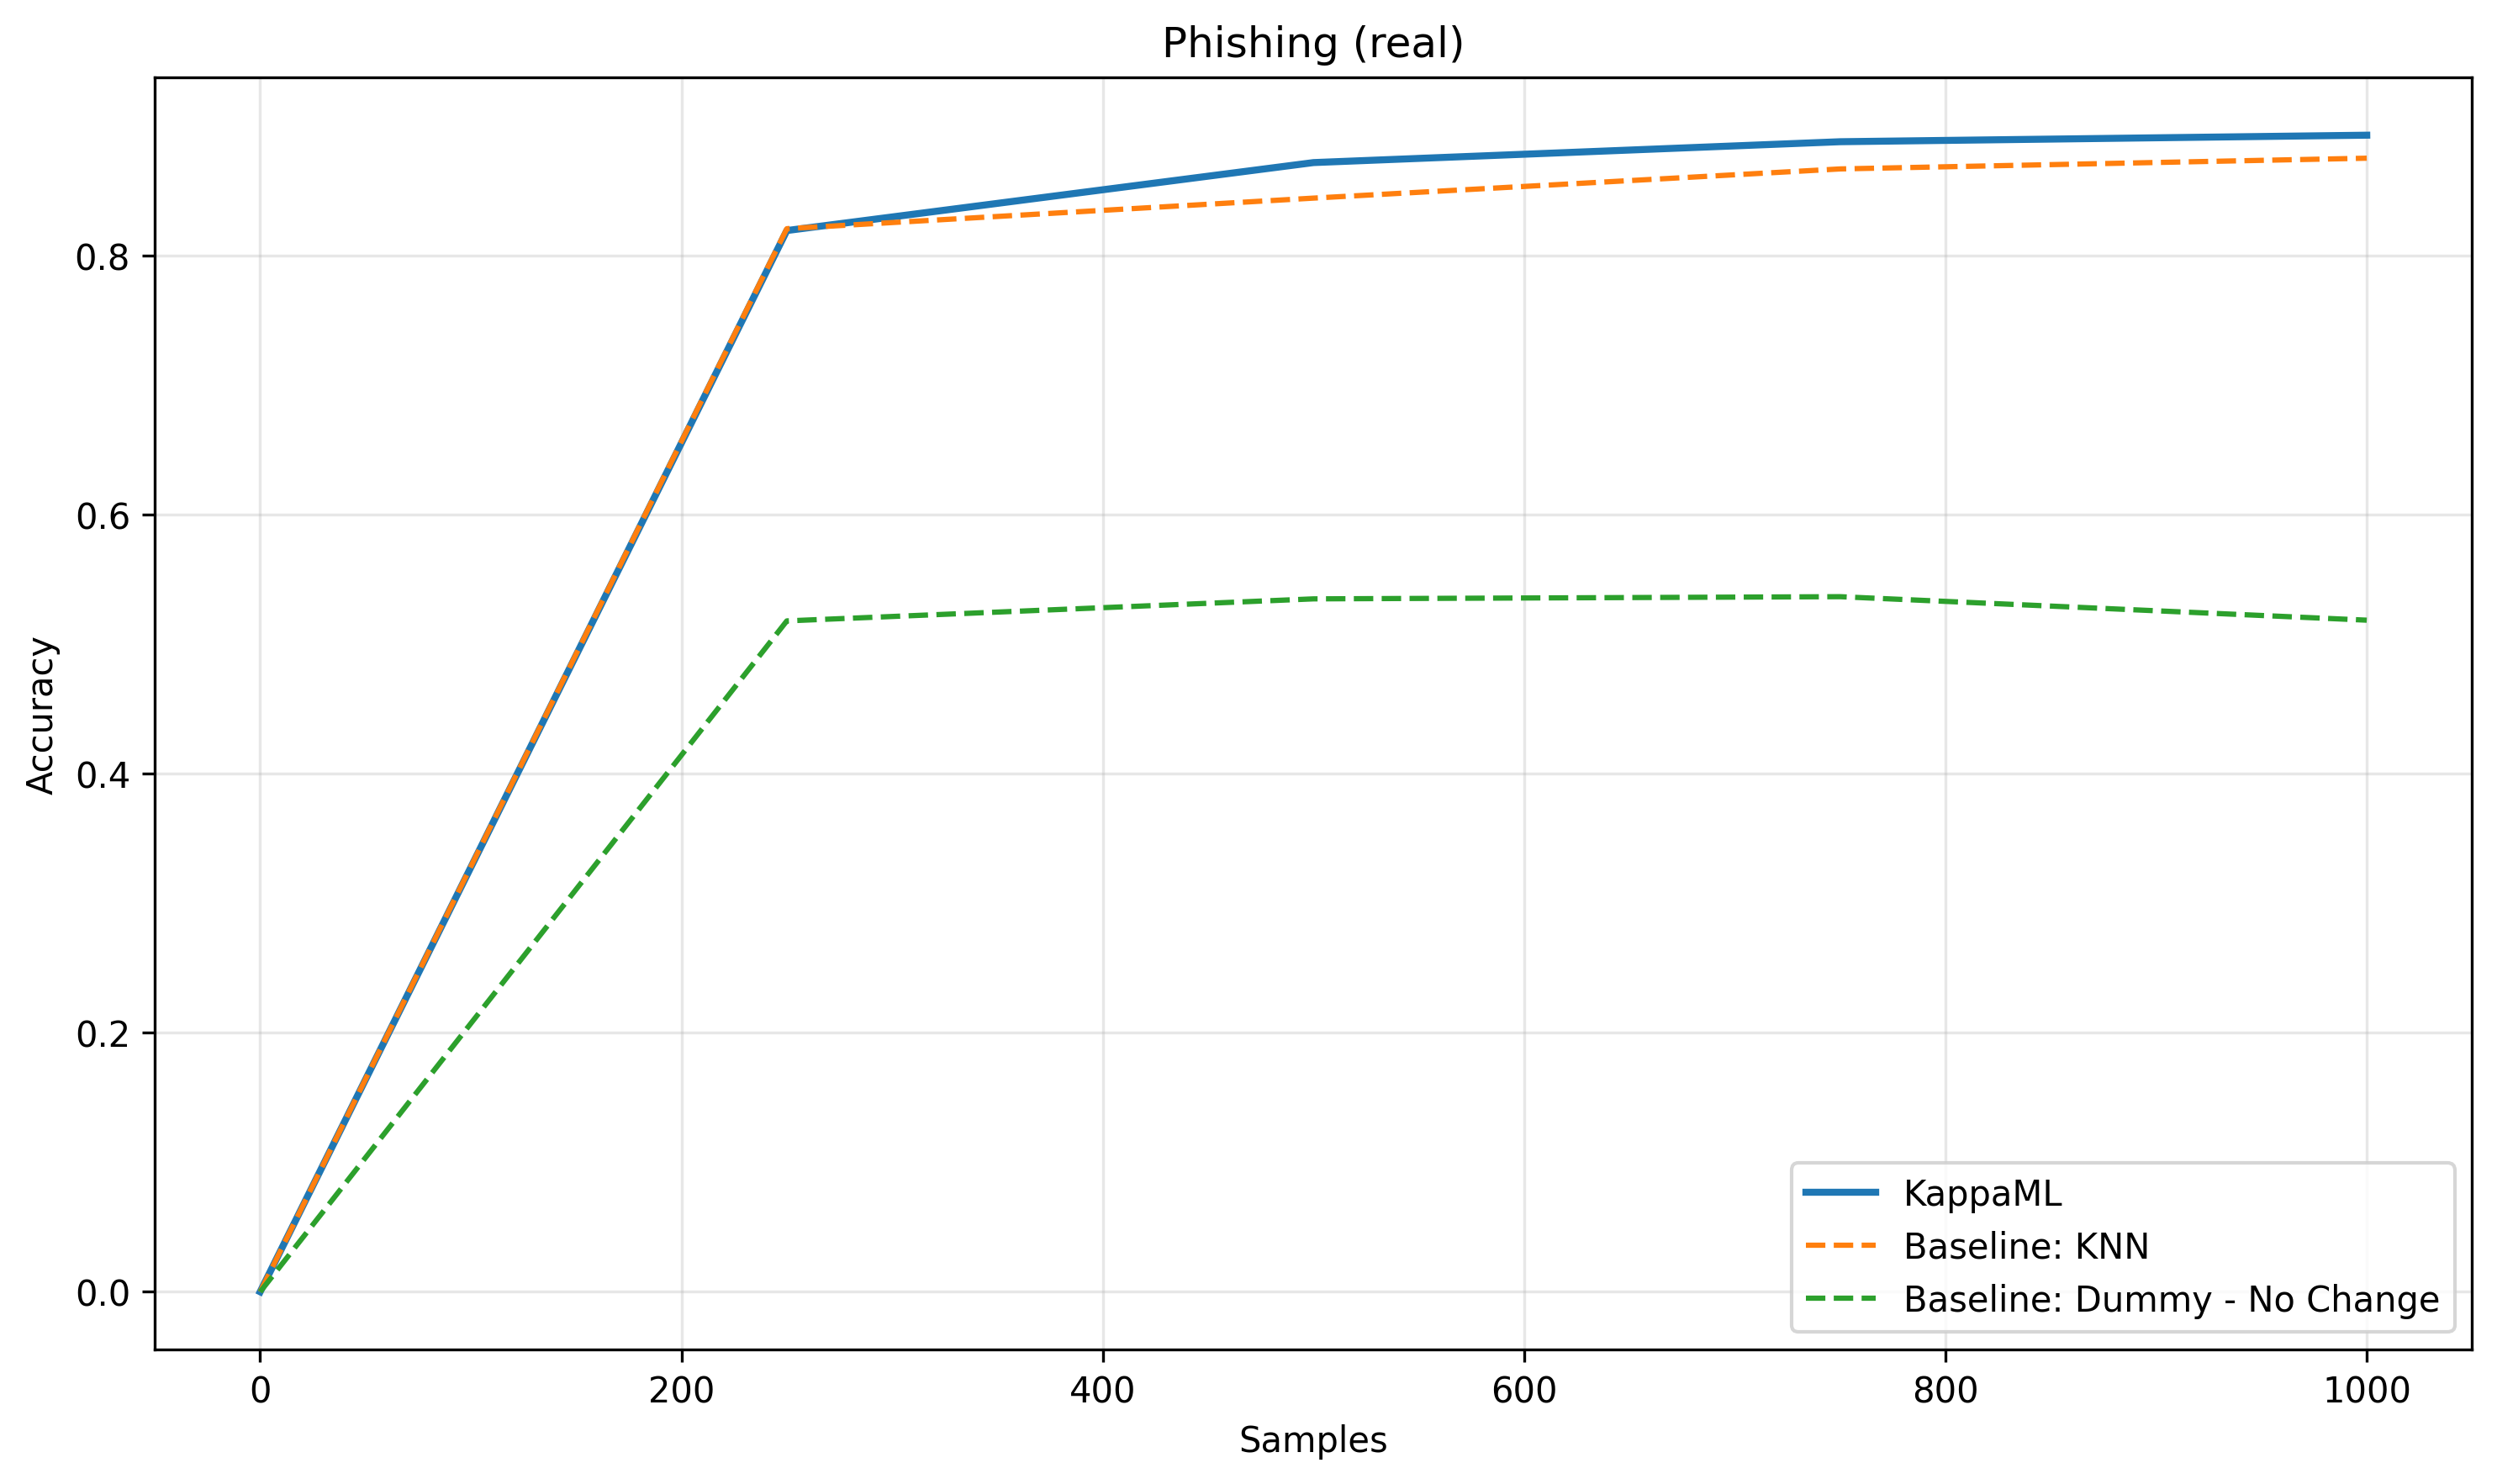 Phishing (real)
Accuracy
0.8
0.6
0.4
0.2
0.0
0 200 400 600 800 1000
Samples
KappaML
Baseline: KNN
Baseline: Dummy - No Change